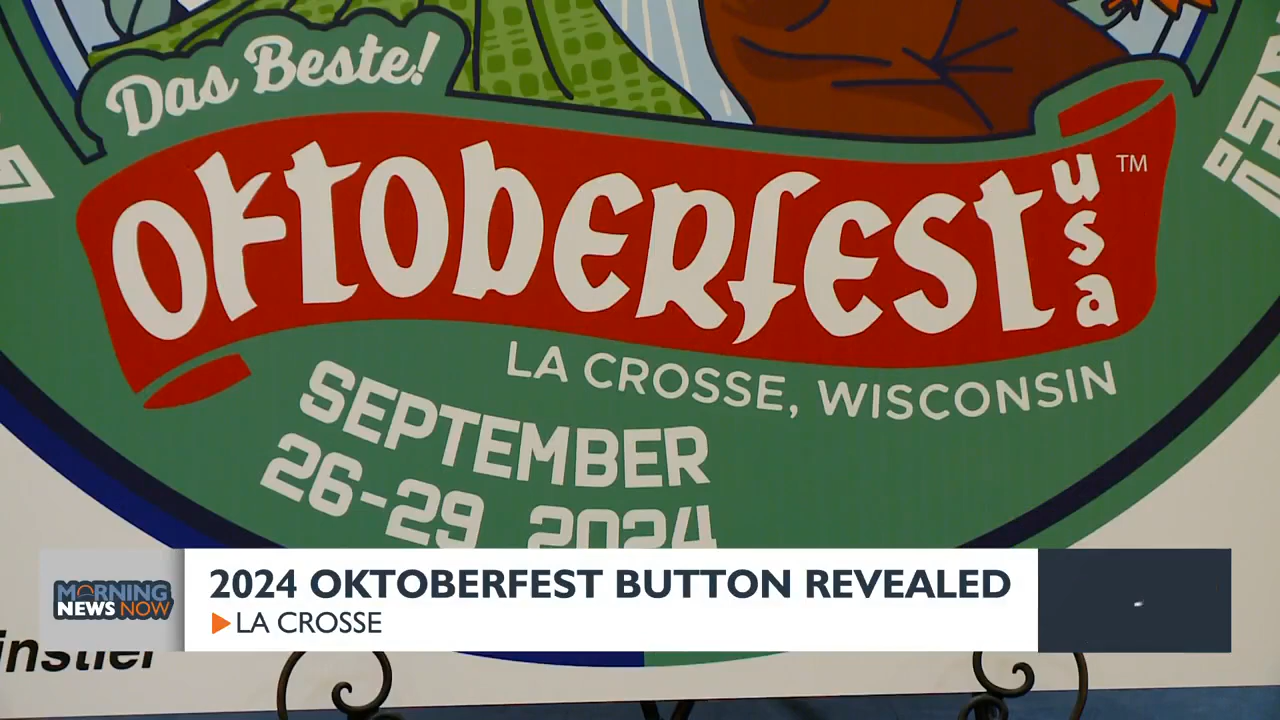 Das Beste!
Oktoberfest
usa
TM
LA CROSSE, WISCONSIN
SEPTEMBER
26-29 2024
2024 OKTOBERFEST BUTTON REVEALED
MORNING
NEWS NOW
LA CROSSE